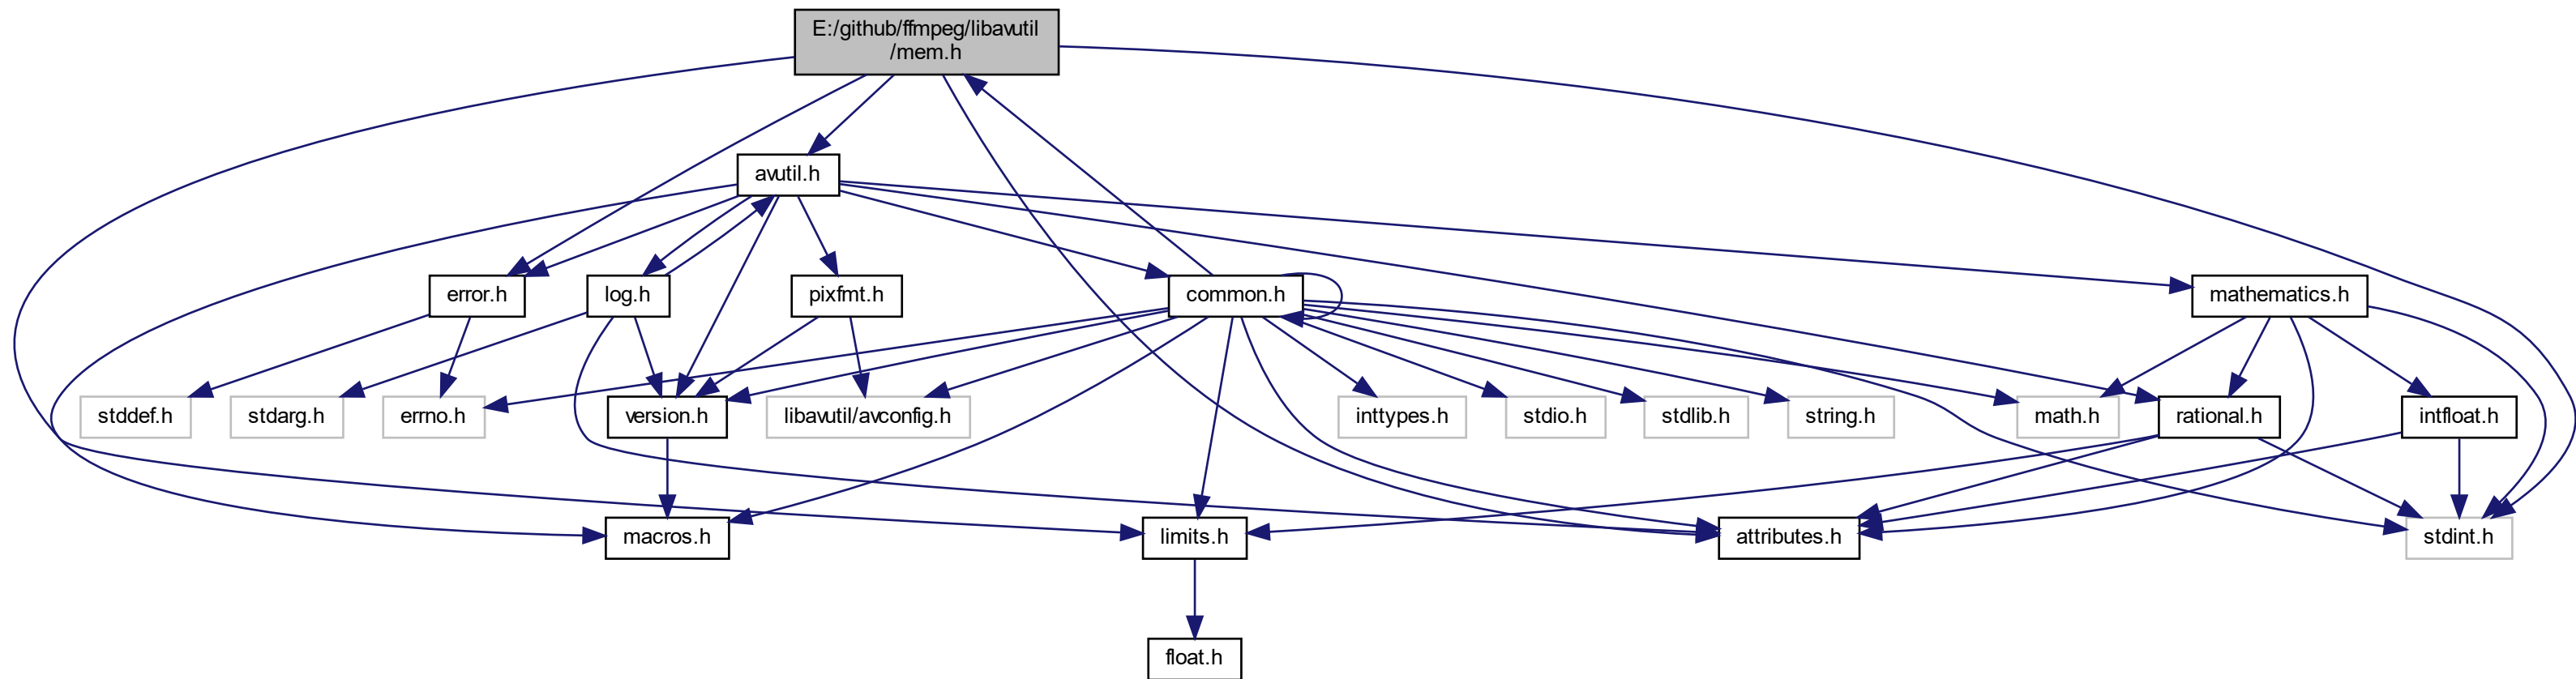 E:/github/ffmpeg/libavutil
/mem.h
avutil.h
error.h
log.h
pixfmt.h
common.h
mathematics.h
stddef.h
stdarg.h
errno.h
version.h
libavutil/avconfig.h
inttypes.h
stdio.h
stdlib.h
string.h
math.h
rational.h
intfloat.h
macros.h
limits.h
attributes.h
stdint.h
float.h